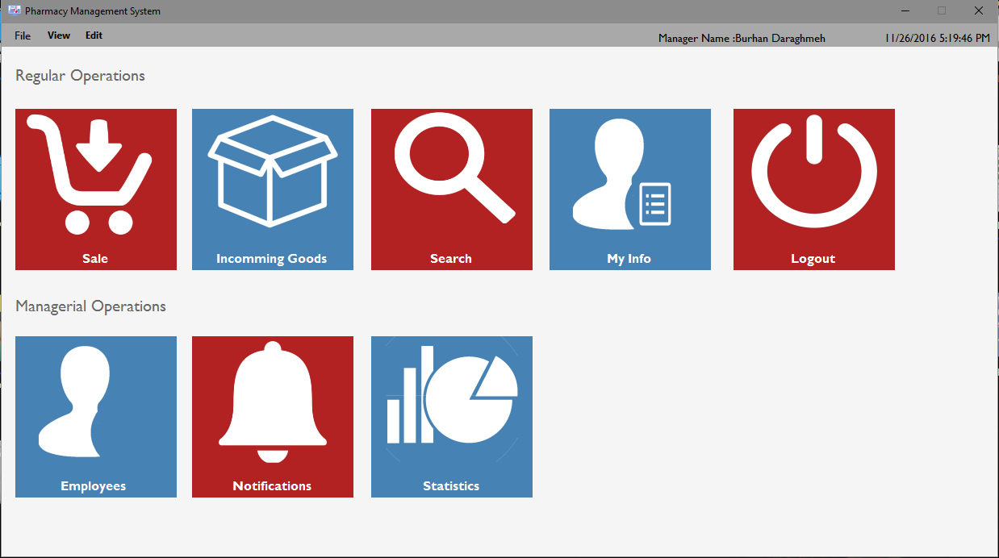 Pharmacy Management System
File View Edit Manager Name :Burhan Daraghmeh 11/26/2016 5:19:46 PM
Regular Operations
Sale Incomming Goods Search My Info Logout
Managerial Operations
Employees Notifications Statistics